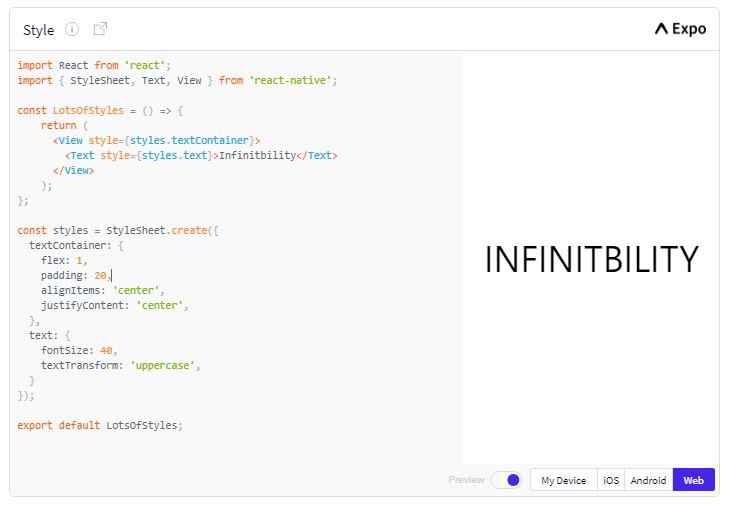 Style
Expo
import React from 'react';
import { StyleSheet, Text, View } from 'react-native';
const LotsOfStyles = () => {
return (
<View style={styles.textContainer}>
<Text style={styles.text}>Infinitbility</Text>
</View>
);
};
const styles = StyleSheet.create({
textContainer: {
flex: 1,
padding: 20,
alignItems: 'center',
justifyContent: 'center',
},
text: {
fontSize: 40,
textTransform: 'uppercase',
}
});
export default LotsOfStyles;
INFINITBILITY
Preview My Device iOS Android Web